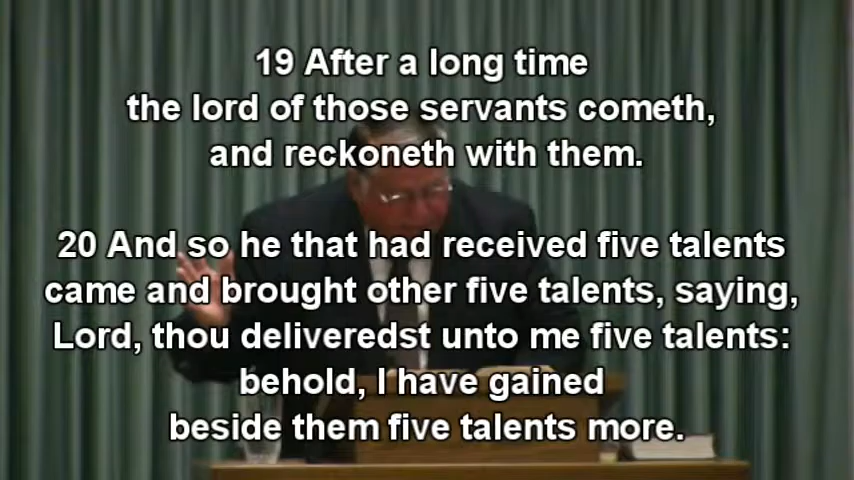 19 After a long time
the lord of those servants cometh,
and reckoneth with them.
20 And so he that had received five talents
came and brought other five talents, saying,
Lord, thou deliveredst unto me five talents:
behold, I have gained
beside them five talents more.